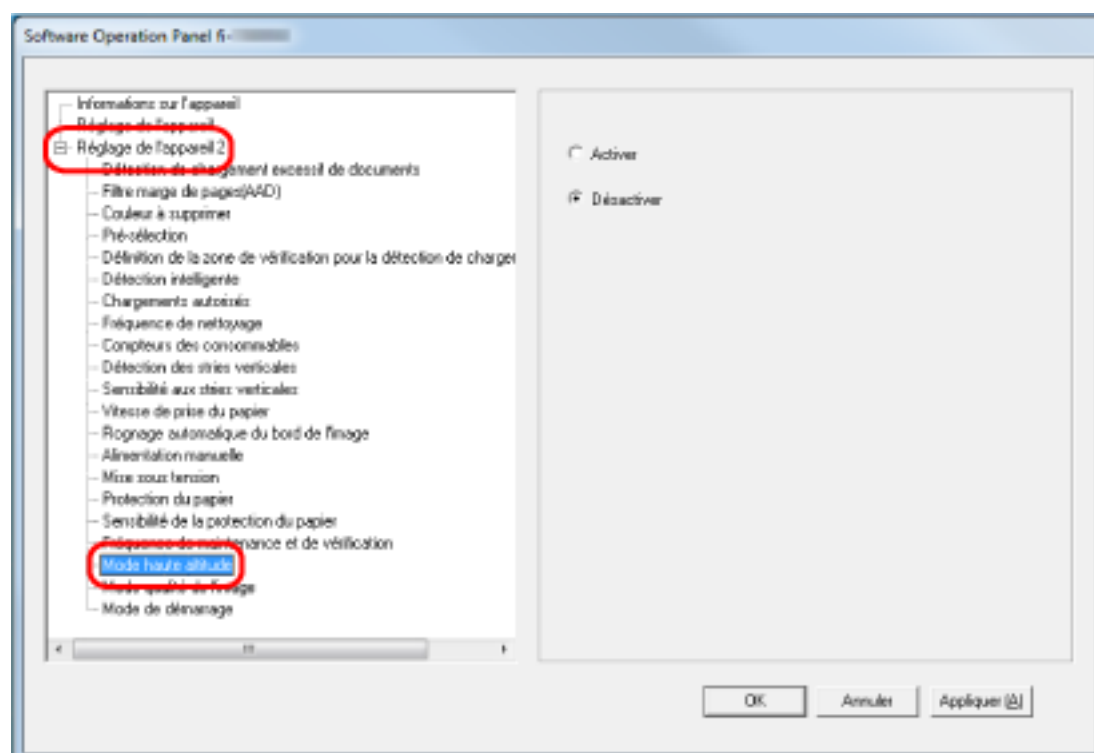 Software Operation Panel fi-
Informations sur l'appareil
Réglage de l'appareil
Réglage de l'appareil 2
Détection de chargement excessif de documents
Filtre marge de pages(AAD)
Couleur à supprimer
Pré-sélection
Définition de la zone de vérification pour la détection de charger
Détection intelligente
Chargements autorisés
Fréquence de nettoyage
Compteurs des consommables
Détection des stries verticales
Sensibilité aux stries verticales
Vitesse de prise du papier
Rognage automatique du bord de l'image
Alimentation manuelle
Mise sous tension
Protection du papier
Sensibilité de la protection du papier
Fréquence de maintenance et de vérification
Mode haute altitude
Mode qualité de l'image
Mode de démarrage
Activer
Désactiver
OK
Annuler
Appliquer (A)